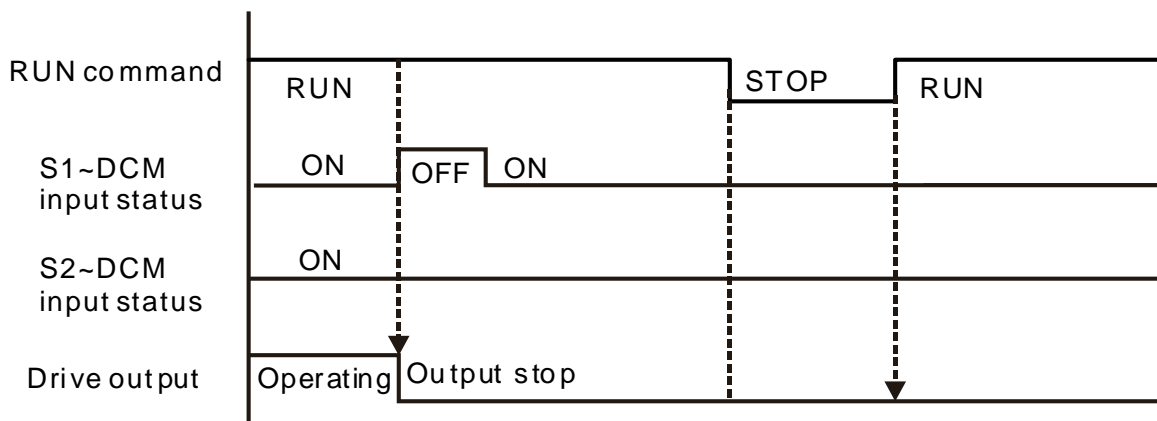 RUN command
RUN
STOP
RUN
S1~DCM
input status
ON
OFF
ON
S2~DCM
input status
ON
Drive output
Operating
Output stop